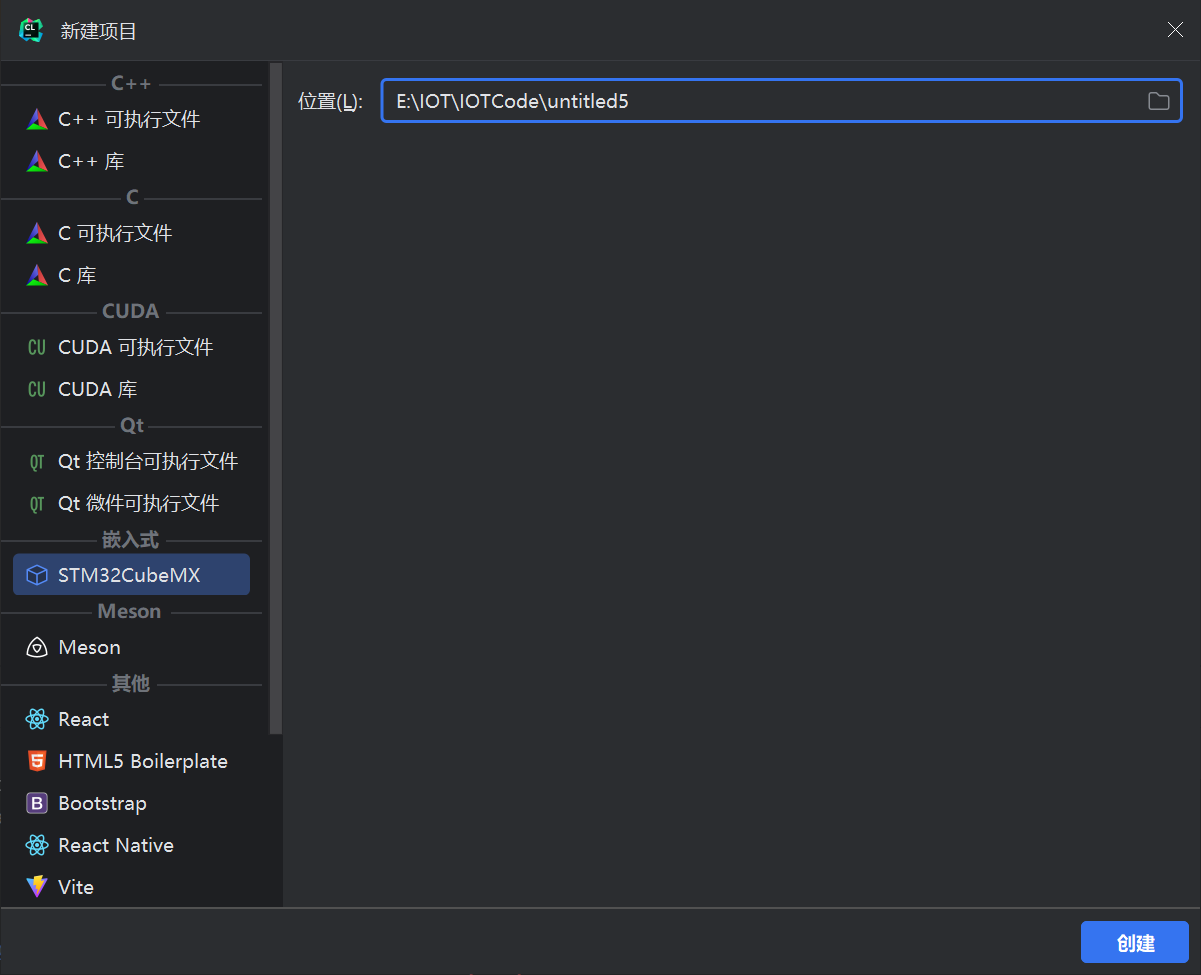 新建项目
C++
C++ 可执行文件
C++ 库
C
C 可执行文件
C 库
CUDA
CU CUDA 可执行文件
CU CUDA 库
Qt
QT Qt 控制台可执行文件
QT Qt 微件可执行文件
嵌入式
STM32CubeMX
Meson
Meson
其他
React
HTML5 Boilerplate
Bootstrap
React Native
Vite
位置(L): E:\IOT\IOTCode\untitled5
创建